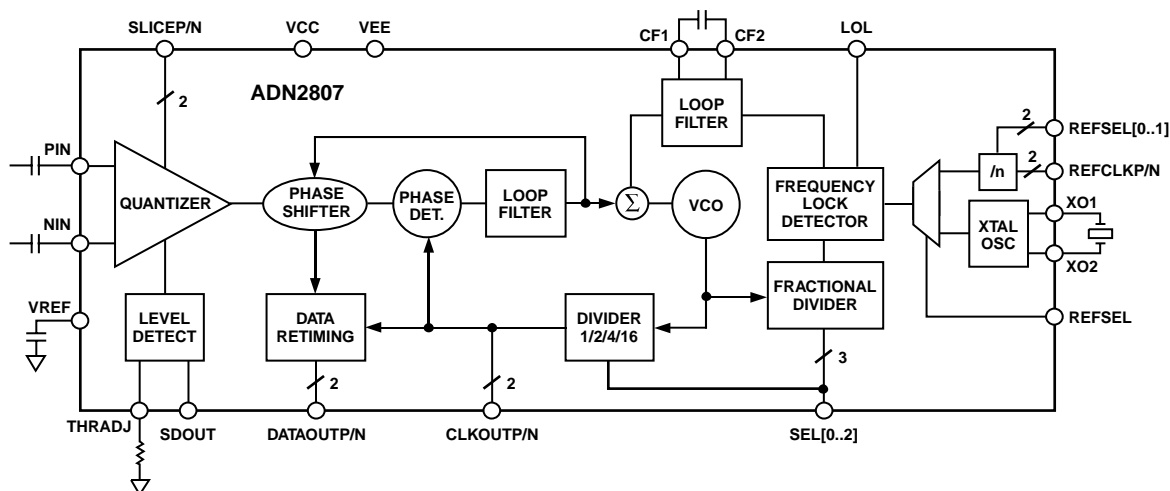 SLICEP/N
VCC
VEE
CF1
CF2
LOL
ADN2807
2
LOOP
FILTER
2
REFSEL[0..1]
PIN
2
REFCLKP/N
/n
QUANTIZER
PHASE
SHIFTER
PHASE
DET.
LOOP
FILTER
Σ
VCO
FREQUENCY
LOCK
DETECTOR
XTAL
OSC
XO1
XO2
NIN
VREF
LEVEL
DETECT
DATA
RETIMING
DIVIDER
1/2/4/16
FRACTIONAL
DIVIDER
REFSEL
2
2
3
THRADJ
SDOUT
DATAOUTP/N
CLKOUTP/N
SEL[0..2]